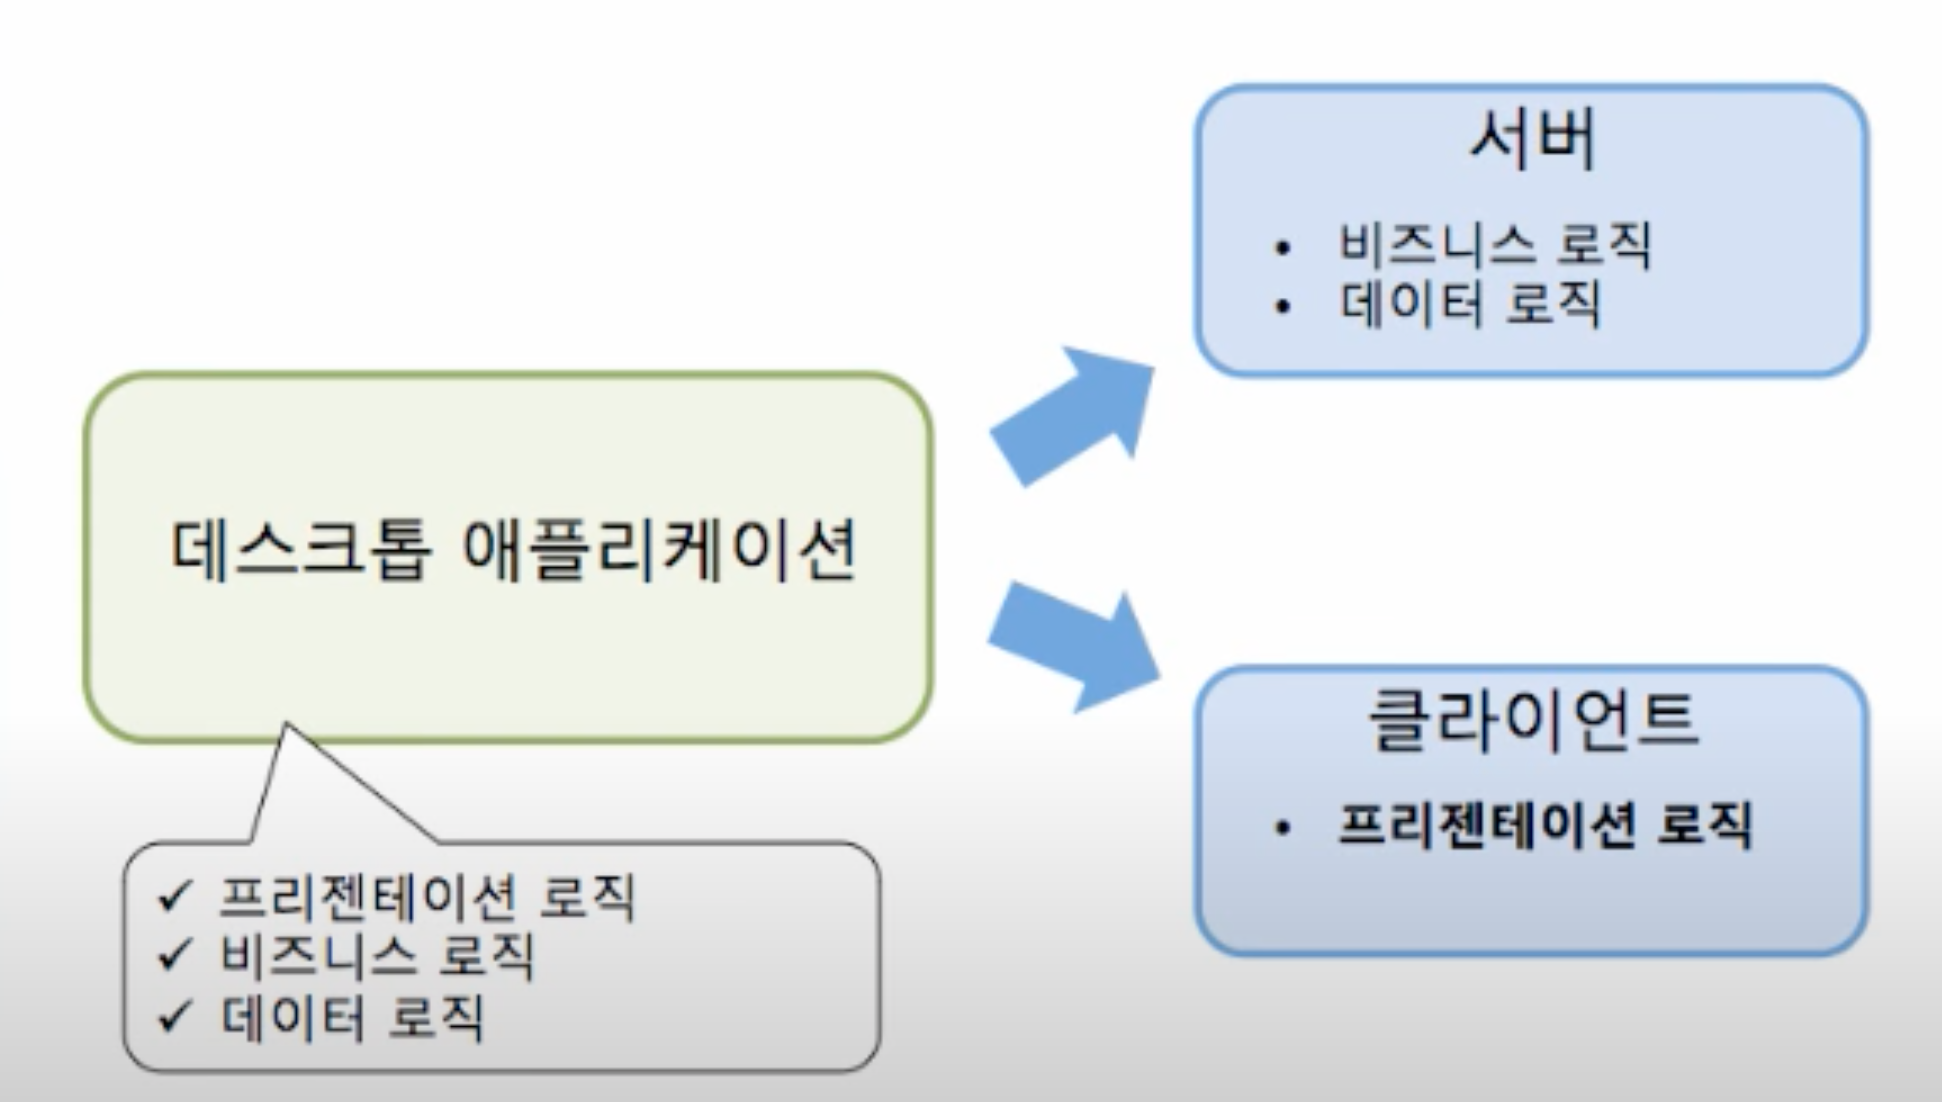 데스크톱 애플리케이션
✓ 프리젠테이션 로직
✓ 비즈니스 로직
✓ 데이터 로직
서버
• 비즈니스 로직
• 데이터 로직
클라이언트
• 프리젠테이션 로직